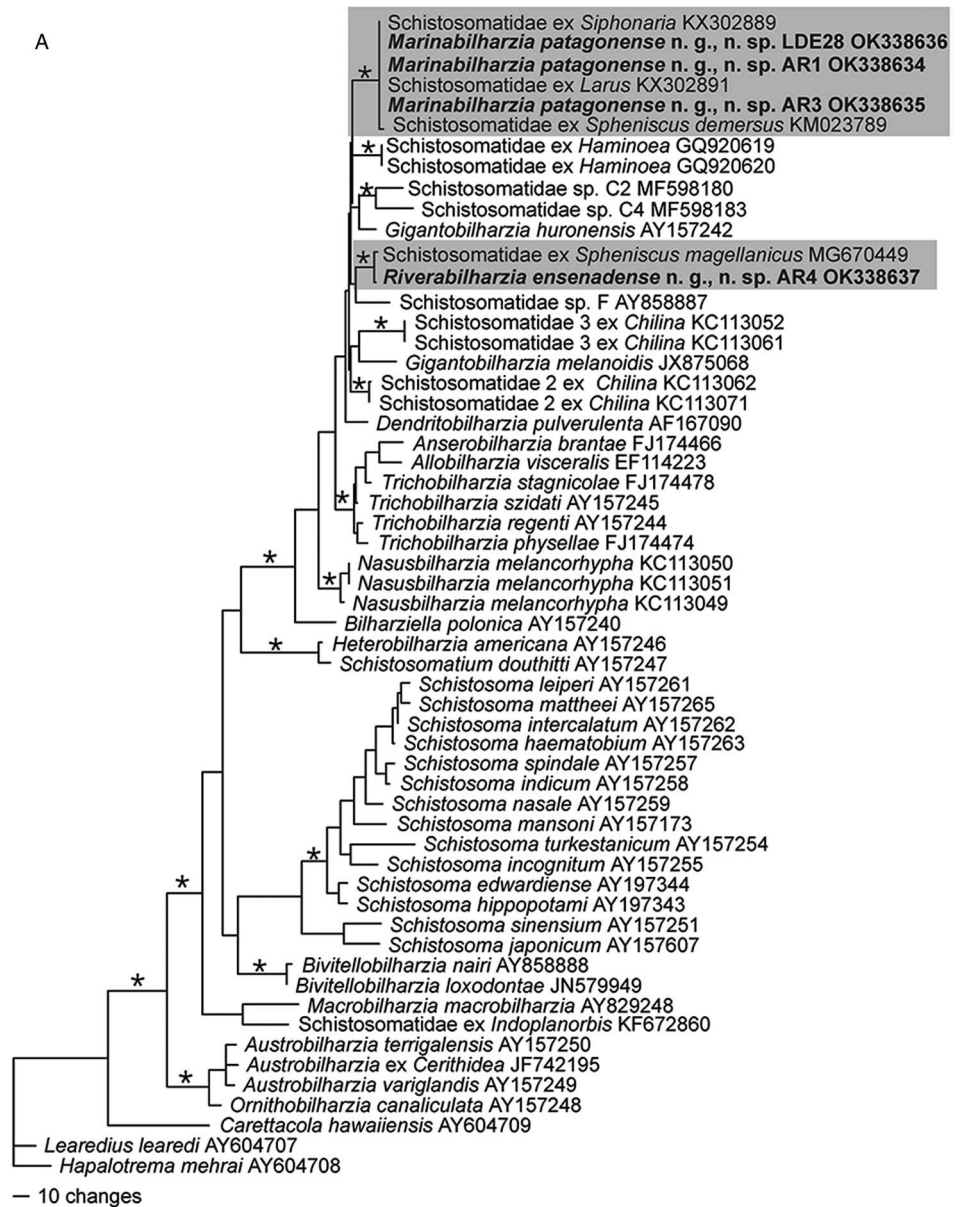 A
Schistosomatidae ex Siphonaria KX302889
Marinabilharzia patagonense n. g., n. sp. LDE28 OK338636
Marinabilharzia patagonense n. g., n. sp. AR1 OK338634
Schistosomatidae ex Larus KX302891
Marinabilharzia patagonense n. g., n. sp. AR3 OK338635
Schistosomatidae ex Spheniscus demersus KM023789
Schistosomatidae ex Haminoea GQ920619
Schistosomatidae ex Haminoea GQ920620
Schistosomatidae sp. C2 MF598180
Schistosomatidae sp. C4 MF598183
Gigantobilharzia huronensis AY157242
Schistosomatidae ex Spheniscus magellanicus MG670449
Riverabilharzia ensenadense n. g., n. sp. AR4 OK338637
Schistosomatidae sp. F AY858887
Schistosomatidae 3 ex Chilina KC113052
Schistosomatidae 3 ex Chilina KC113061
Gigantobilharzia melanoidis JX875068
Schistosomatidae 2 ex Chilina KC113062
Schistosomatidae 2 ex Chilina KC113071
Dendritobilharzia pulverulenta AF167090
Anserobilharzia brantae FJ174466
Allobilharzia visceralis EF114223
Trichobilharzia stagnicolae FJ174478
Trichobilharzia szidati AY157245
Trichobilharzia regenti AY157244
Trichobilharzia physellae FJ174474
Nasusbilharzia melancorhypha KC113050
Nasusbilharzia melancorhypha KC113051
Nasusbilharzia melancorhypha KC113049
Bilharziella polonica AY157240
Heterobilharzia americana AY157246
Schistosomatium douthitti AY157247
Schistosoma leiperi AY157261
Schistosoma mattheei AY157265
Schistosoma intercalatum AY157262
Schistosoma haematobium AY157263
Schistosoma spindale AY157257
Schistosoma indicum AY157258
Schistosoma nasale AY157259
Schistosoma mansoni AY157173
Schistosoma turkestanicum AY157254
Schistosoma incognitum AY157255
Schistosoma edwardiense AY197344
Schistosoma hippopotami AY197343
Schistosoma sinensium AY157251
Schistosoma japonicum AY157607
Bivitellobilharzia nairi AY858888
Bivitellobilharzia loxodontae JN579949
Macrobilharzia macrobilharzia AY829248
Schistosomatidae ex Indoplanorbis KF672860
Austrobilharzia terrigalensis AY157250
Austrobilharzia ex Cerithidea JF742195
Austrobilharzia variglandis AY157249
Ornithobilharzia canaliculata AY157248
Carettacola hawaiiensis AY604709
Learedius learedi AY604707
Hapalotrema mehrai AY604708
10 changes